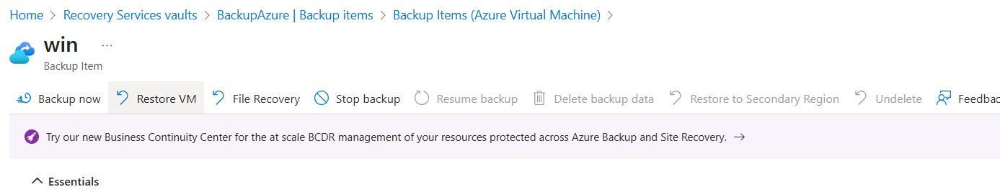 Home > Recovery Services vaults > BackupAzure | Backup items > Backup Items (Azure Virtual Machine) >
win ...
Backup Item
Backup now Restore VM File Recovery Stop backup Resume backup Delete backup data Restore to Secondary Region Undelete Feedbac
Try our new Business Continuity Center for the at scale BCDR management of your resources protected across Azure Backup and Site Recovery. →
Essentials